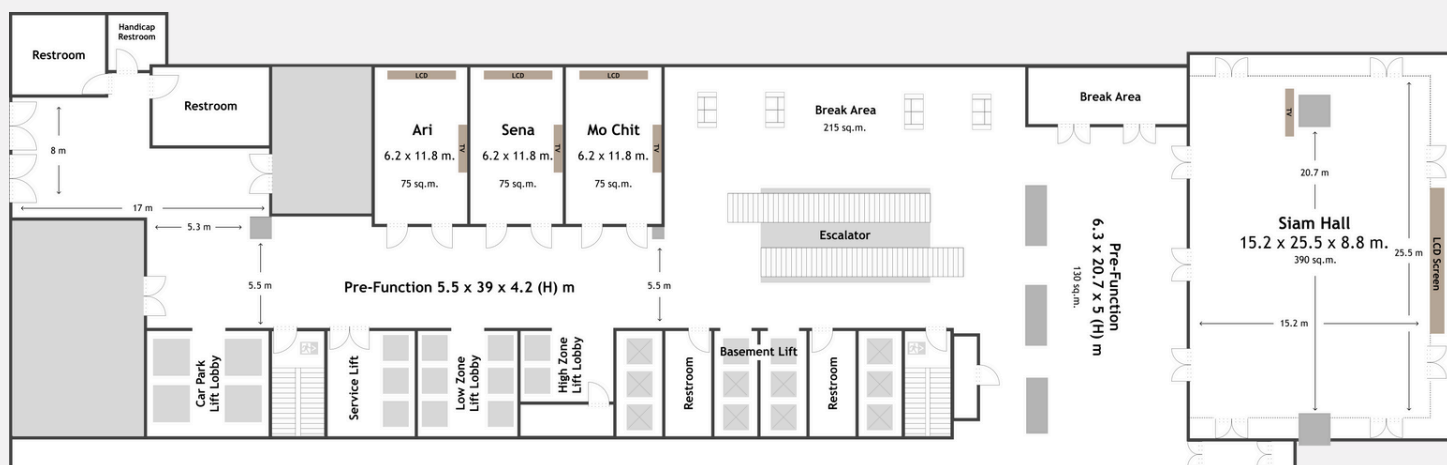 Handicap
Restroom
Restroom
Restroom
8 m
17 m
5.3 m
5.5 m
LCD
Ari
TV
6.2 x 11.8 m.
75 sq.m.
LCD
Sena
TV
6.2 x 11.8 m.
75 sq.m.
LCD
Mo Chit
TV
6.2 x 11.8 m.
75 sq.m.
Pre-Function 5.5 x 39 x 4.2 (H) m
5.5 m
Break Area
215 sq.m.
Escalator
Break Area
Pre-Function
6.3 x 20.7 x 5 (H) m
130 sq.m.
TV
20.7 m
Siam Hall
15.2 x 25.5 x 8.8 m.
390 sq.m.
25.5 m
LCD Screen
15.2 m
Car Park
Lift Lobby
Service Lift
Low Zone
Lift Lobby
High Zone
Lift Lobby
Restroom
Basement Lift
Restroom